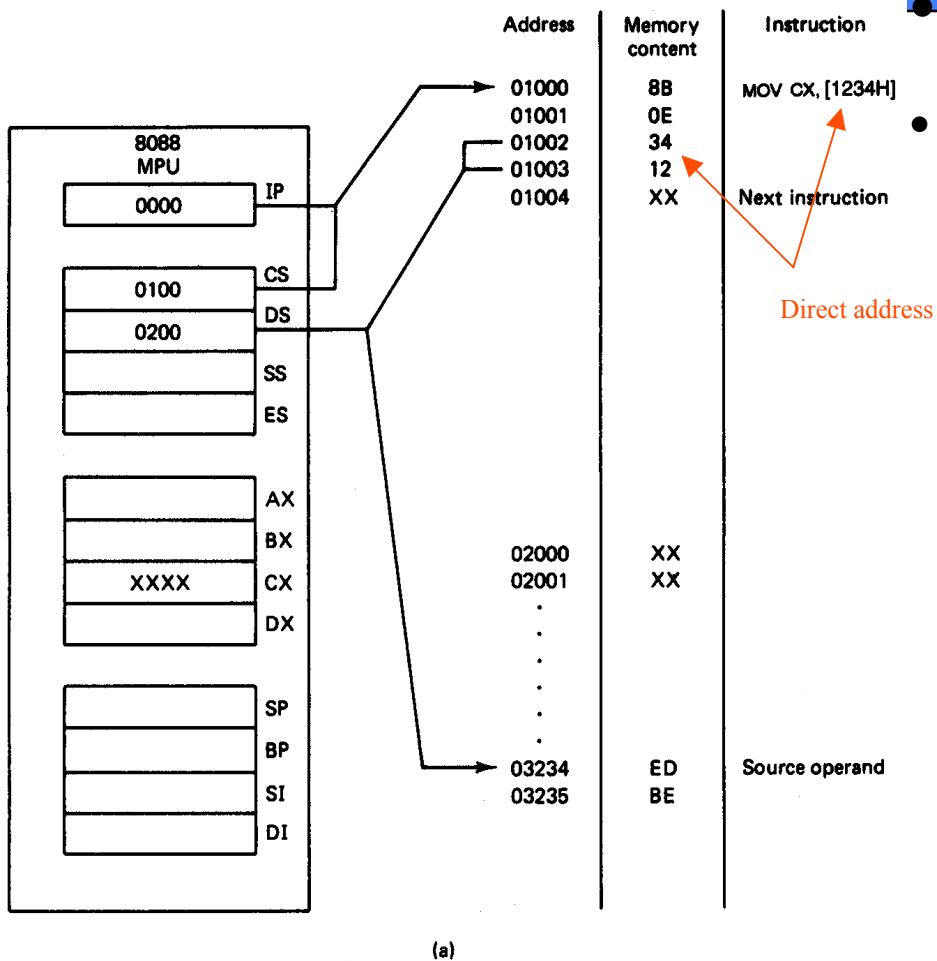 Address Memory content Instruction
01000 8B MOV CX, [1234H]
01001 0E
01002 34
01003 12
01004 XX Next instruction
Direct address
8088
MPU
0000 IP
0100 CS
0200 DS
SS
ES
AX
BX
XXXX CX
DX
SP
BP
SI
DI
02000 XX
02001 XX
03234 ED Source operand
03235 BE
(a)